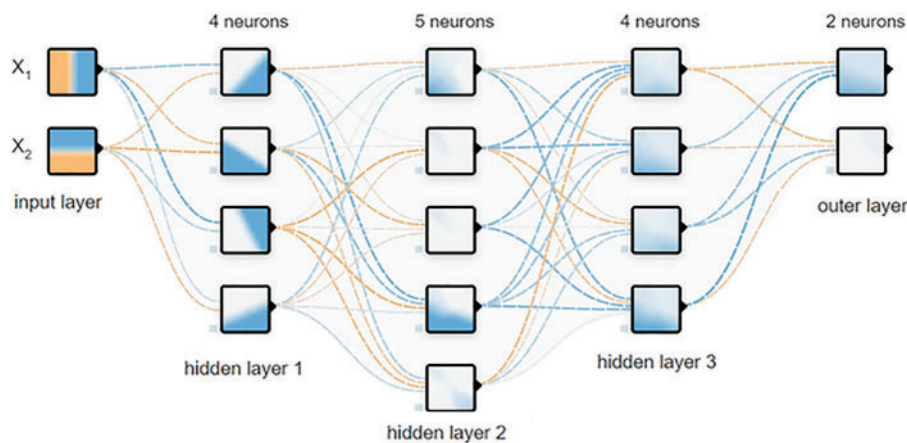 4 neurons
5 neurons
4 neurons
2 neurons
X1
X2
input layer
outer layer
hidden layer 1
hidden layer 3
hidden layer 2